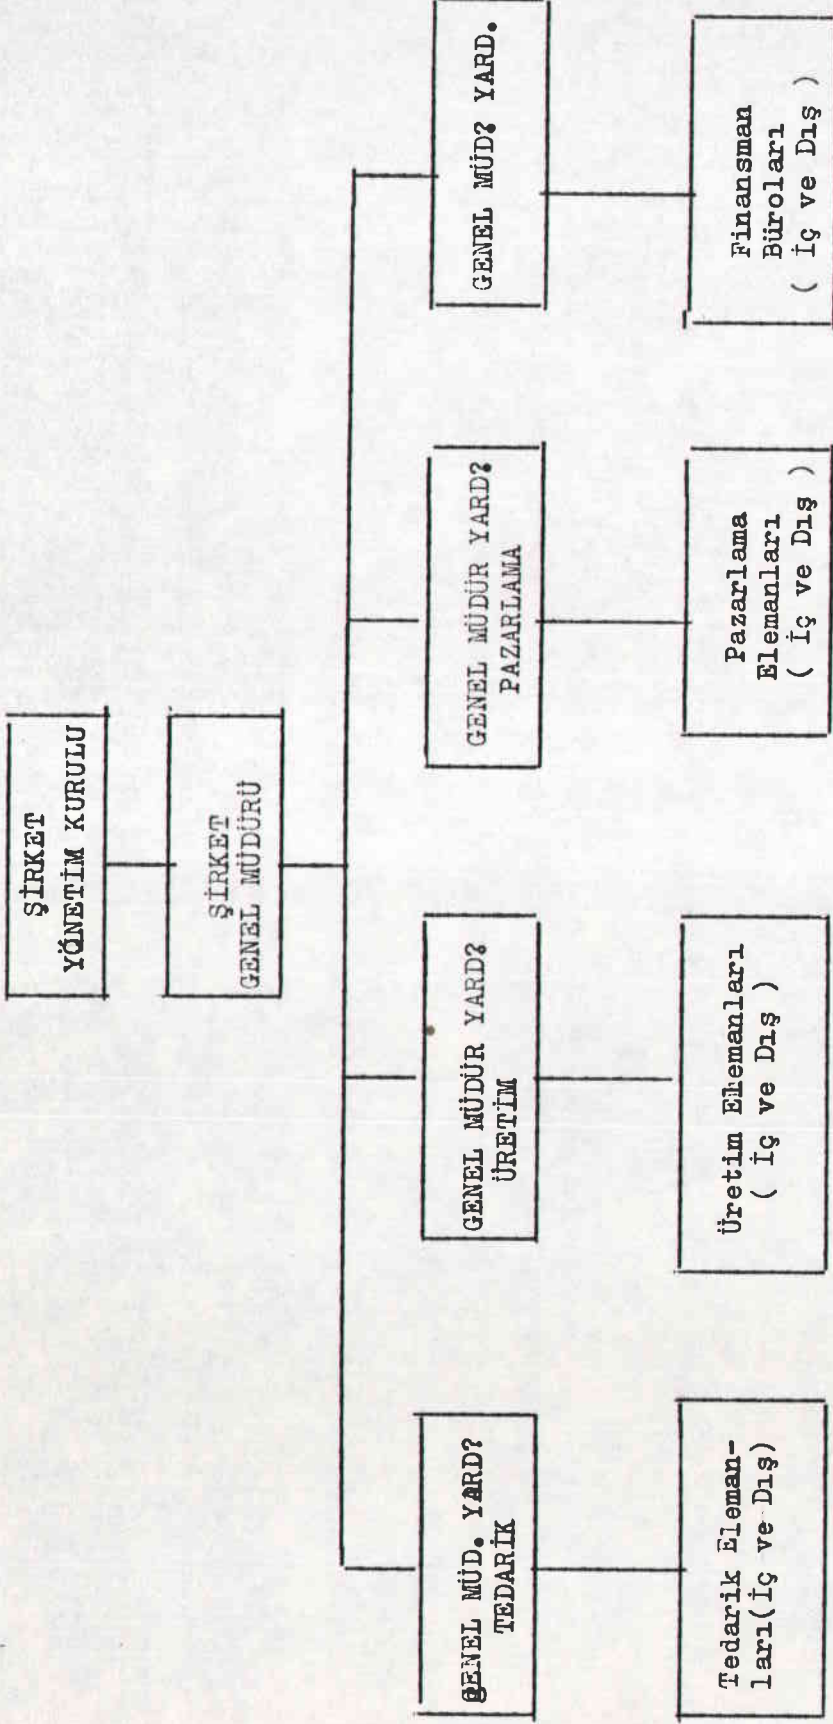 ŞİRKET
YÖNETİM KURULU
ŞİRKET
GENEL MÜDÜRÜ
GENEL MÜD. YARD?
TEDARİK
GENEL MÜDÜR YARD?
ÜRETİM
GENEL MÜDÜR YARD?
PAZARLAMA
GENEL MÜD? YARD.
Tedarik Eleman-
ları(İç ve Dış)
Üretim Elemanları
( İç ve Dış )
Pazarlama
Elemanları
( İç ve Dış )
Finansman
Büroları
( İç ve Dış )